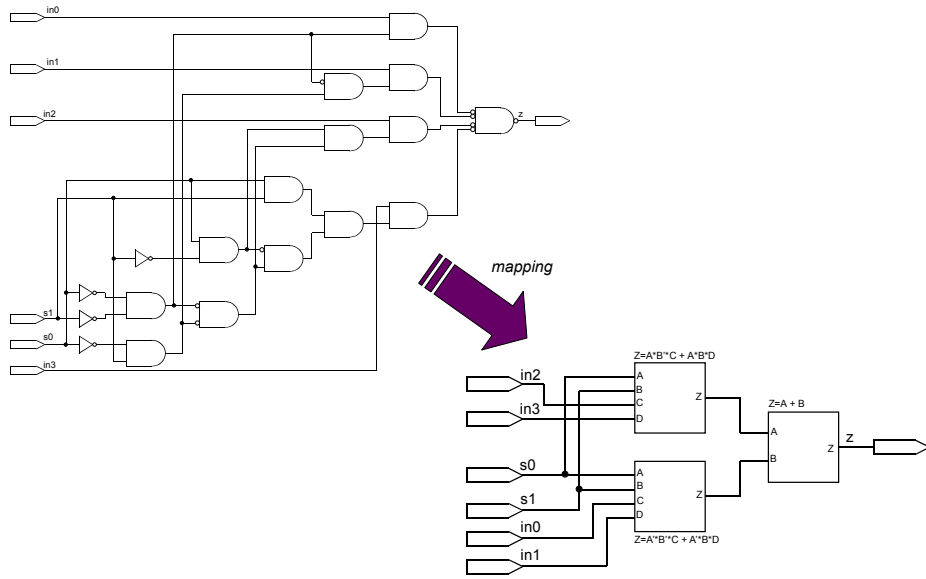 in0
in1
in2
z
s1
s0
in3
mapping
Z=A*B'*C + A*B*D
in2
in3
A
B
C
D
Z
Z=A + B
A
B
Z
z
s0
s1
in0
in1
A
B
C
D
Z
Z=A'*B'*C + A'*B*D